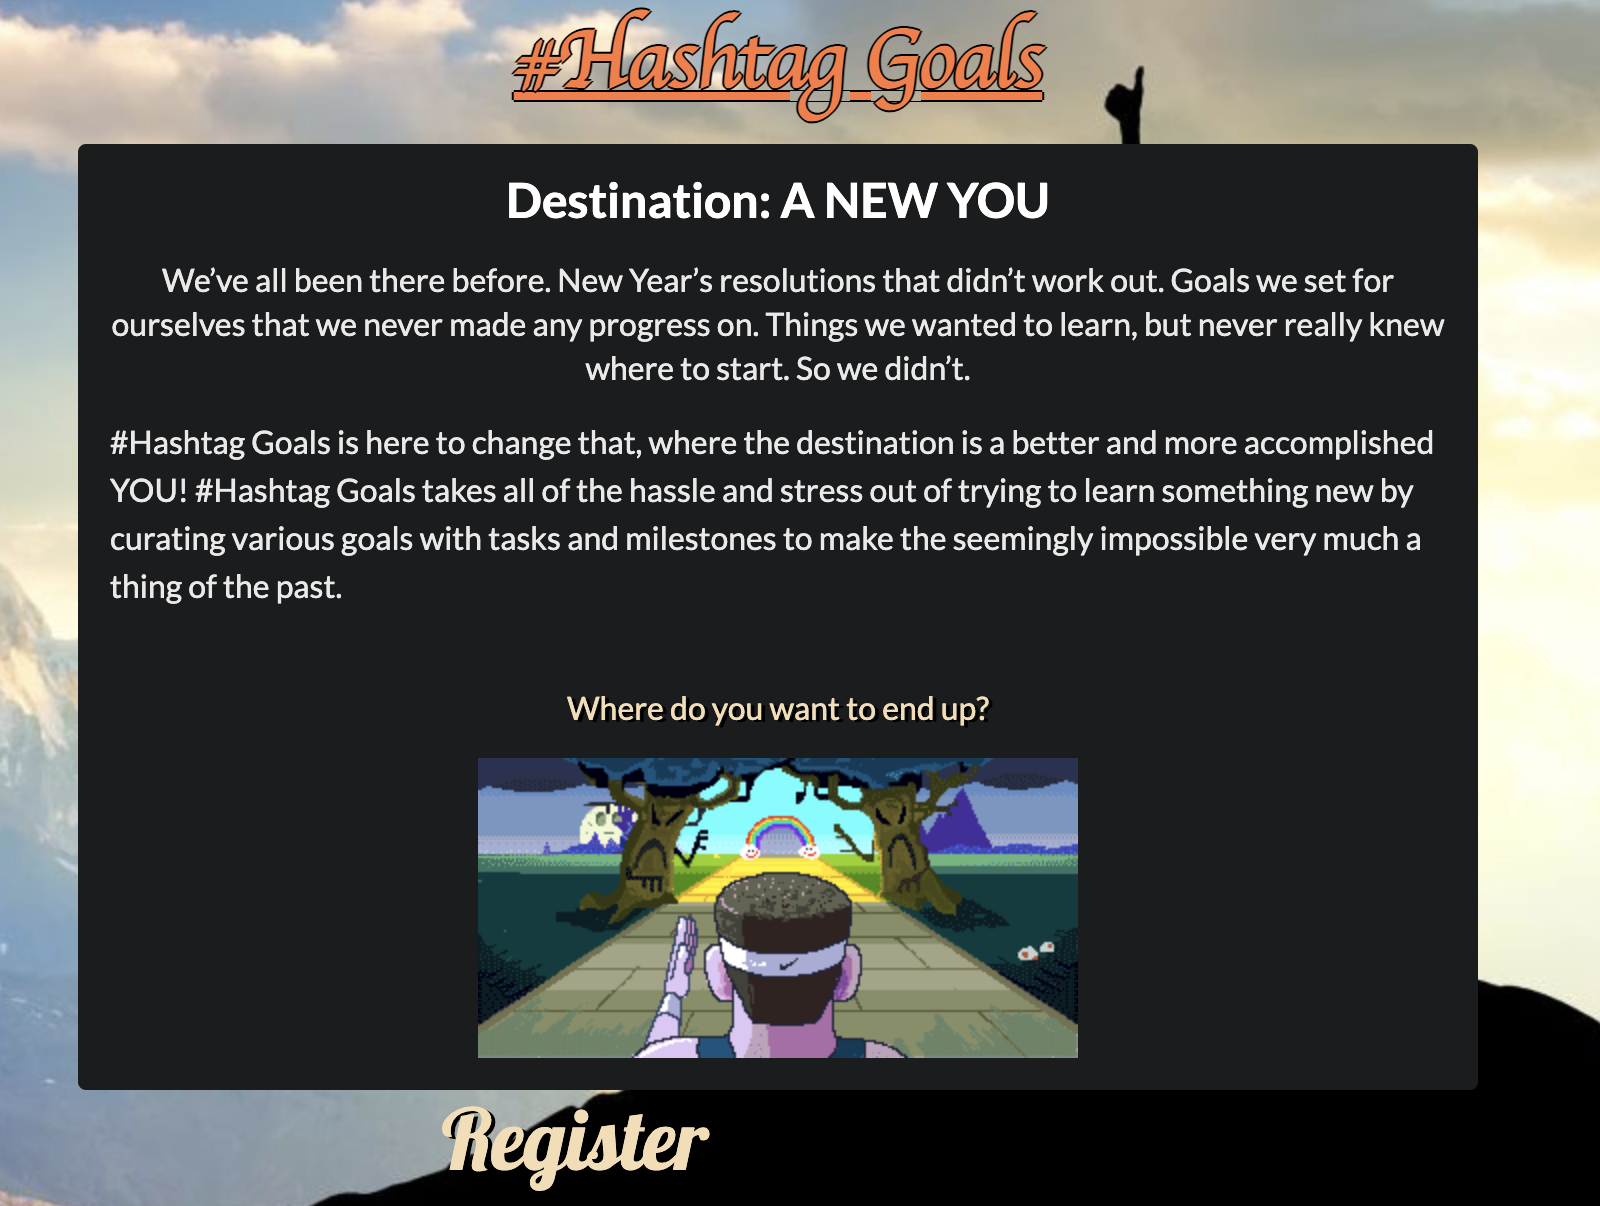 #Hashtag Goals
Destination: A NEW YOU
We’ve all been there before. New Year’s resolutions that didn’t work out. Goals we set for
ourselves that we never made any progress on. Things we wanted to learn, but never really knew
where to start. So we didn’t.
#Hashtag Goals is here to change that, where the destination is a better and more accomplished
YOU! #Hashtag Goals takes all of the hassle and stress out of trying to learn something new by
curating various goals with tasks and milestones to make the seemingly impossible very much a
thing of the past.
Where do you want to end up?
Register